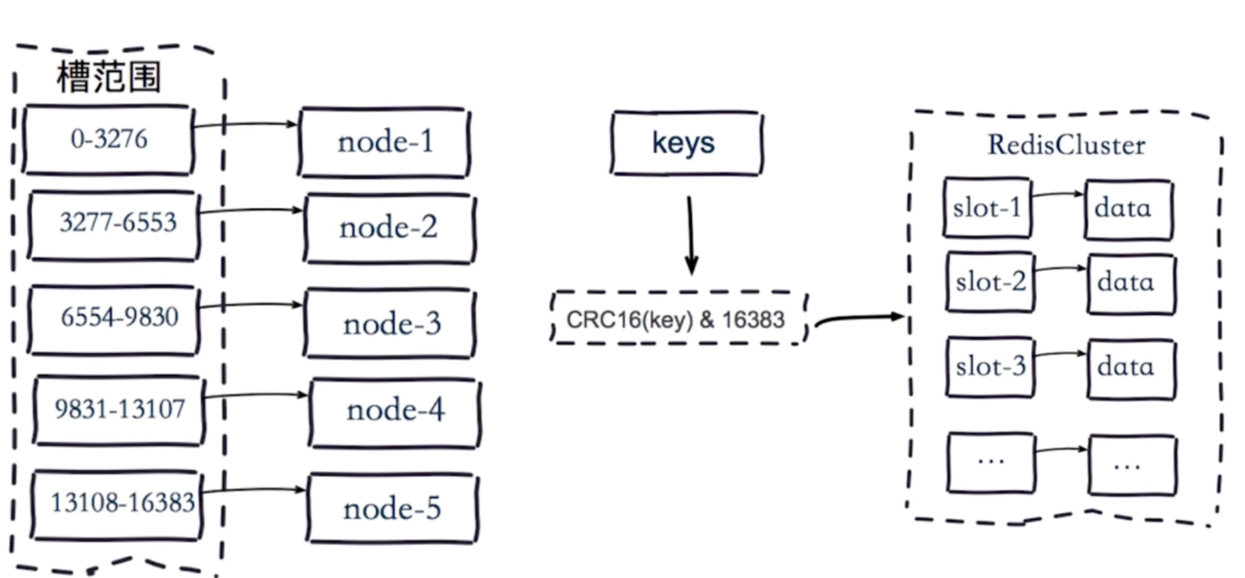 槽范围
0-3276
node-1
3277-6553
node-2
6554-9830
node-3
9831-13107
node-4
13108-16383
node-5
keys
CRC16(key) & 16383
RedisCluster
slot-1
data
slot-2
data
slot-3
data
...
...